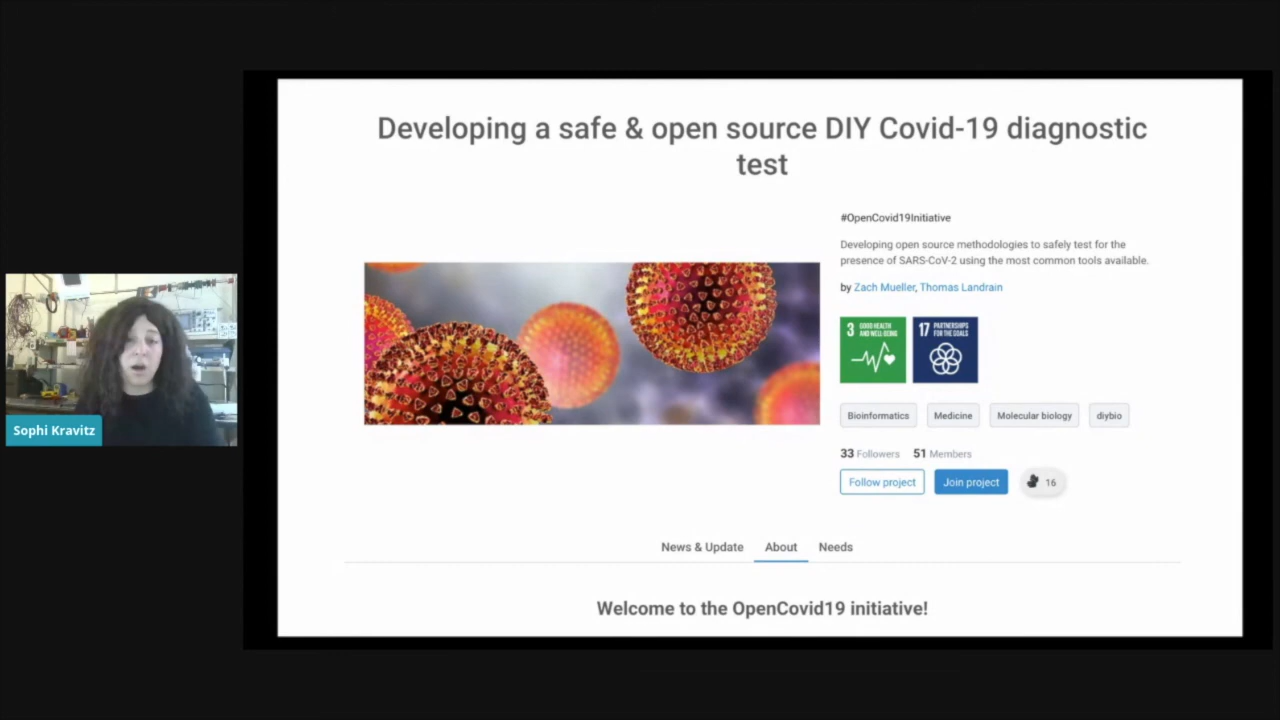 Developing a safe & open source DIY Covid-19 diagnostic
test
#OpenCovid19Initiative
Developing open source methodologies to safely test for the
presence of SARS-CoV-2 using the most common tools available.
by Zach Mueller, Thomas Landrain
3 GOOD HEALTH
AND WELL-BEING
17 PARTNERSHIPS
FOR THE GOALS
Bioinformatics
Medicine
Molecular biology
diybio
33 Followers 51 Members
Follow project
Join project
16
News & Update
About
Needs
Welcome to the OpenCovid19 initiative!
Sophi Kravitz